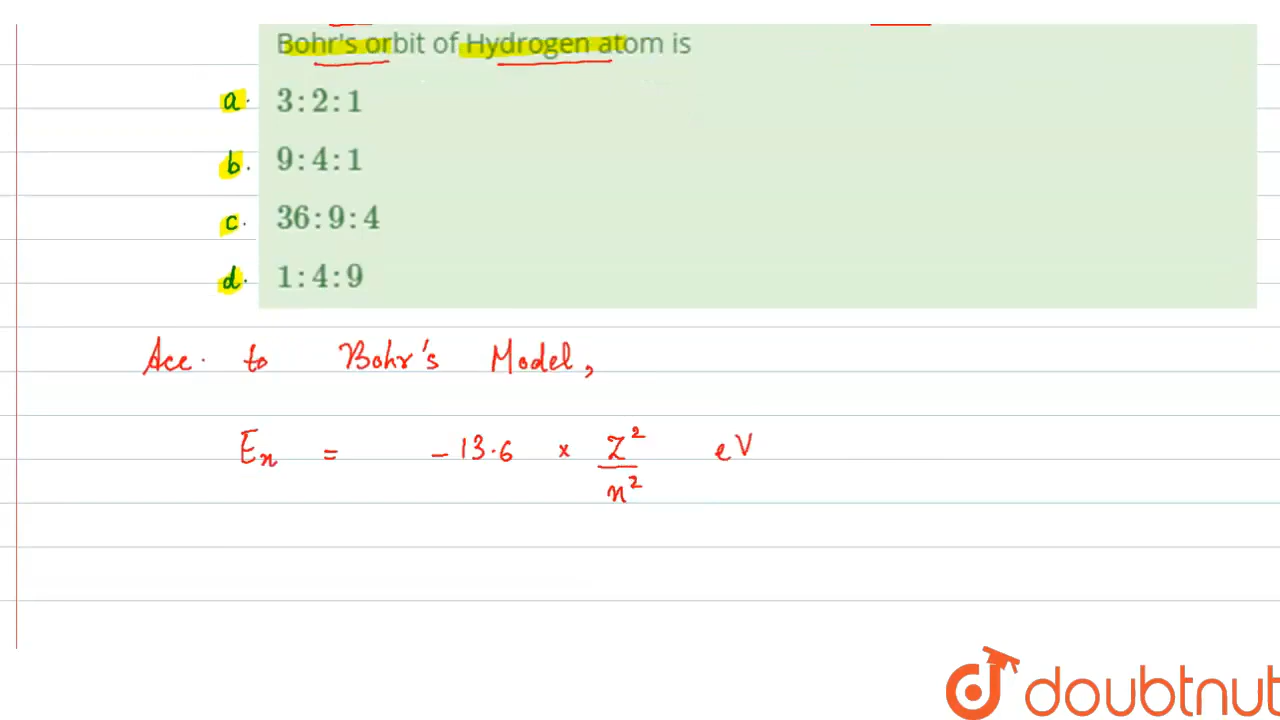 Bohr's orbit of Hydrogen atom is
a. 3 : 2 : 1
b. 9 : 4 : 1
c. 36 : 9 : 4
d. 1 : 4 : 9
Acc. to Bohr's Model,
Eₙ = - 13.6 × Z²/n² eV
doubtnut